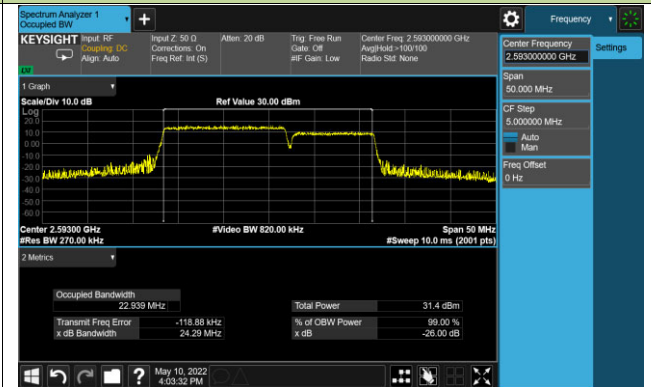 Spectrum Analyzer 1
Occupied BW
Frequency
KEYSIGHT
Input: RF
Coupling: DC
Align: Auto
Input Z: 50 Ω
Corrections: On
Freq Ref: Int (S)
Atten: 20 dB
Trig: Free Run
Gate: Off
#IF Gain: Low
Center Freq: 2.593000000 GHz
Avg|Hold:>100/100
Radio Std: None
Center Frequency
2.593000000 GHz
Settings
Span
50.000 MHz
CF Step
5.000000 MHz
Auto
Man
Freq Offset
0 Hz
1 Graph
Scale/Div 10.0 dB
Ref Value 30.00 dBm
Log
20.0
10.0
0.00
-10.0
-20.0
-30.0
-40.0
-50.0
-60.0
Center 2.59300 GHz
#Video BW 820.00 kHz
Span 50 MHz
#Res BW 270.00 kHz
#Sweep 10.0 ms (2001 pts)
2 Metrics
Occupied Bandwidth
22.939 MHz
Total Power
31.4 dBm
Transmit Freq Error
-118.88 kHz
% of OBW Power
99.00 %
x dB Bandwidth
24.29 MHz
x dB
-26.00 dB
May 10, 2022
4:03:32 PM